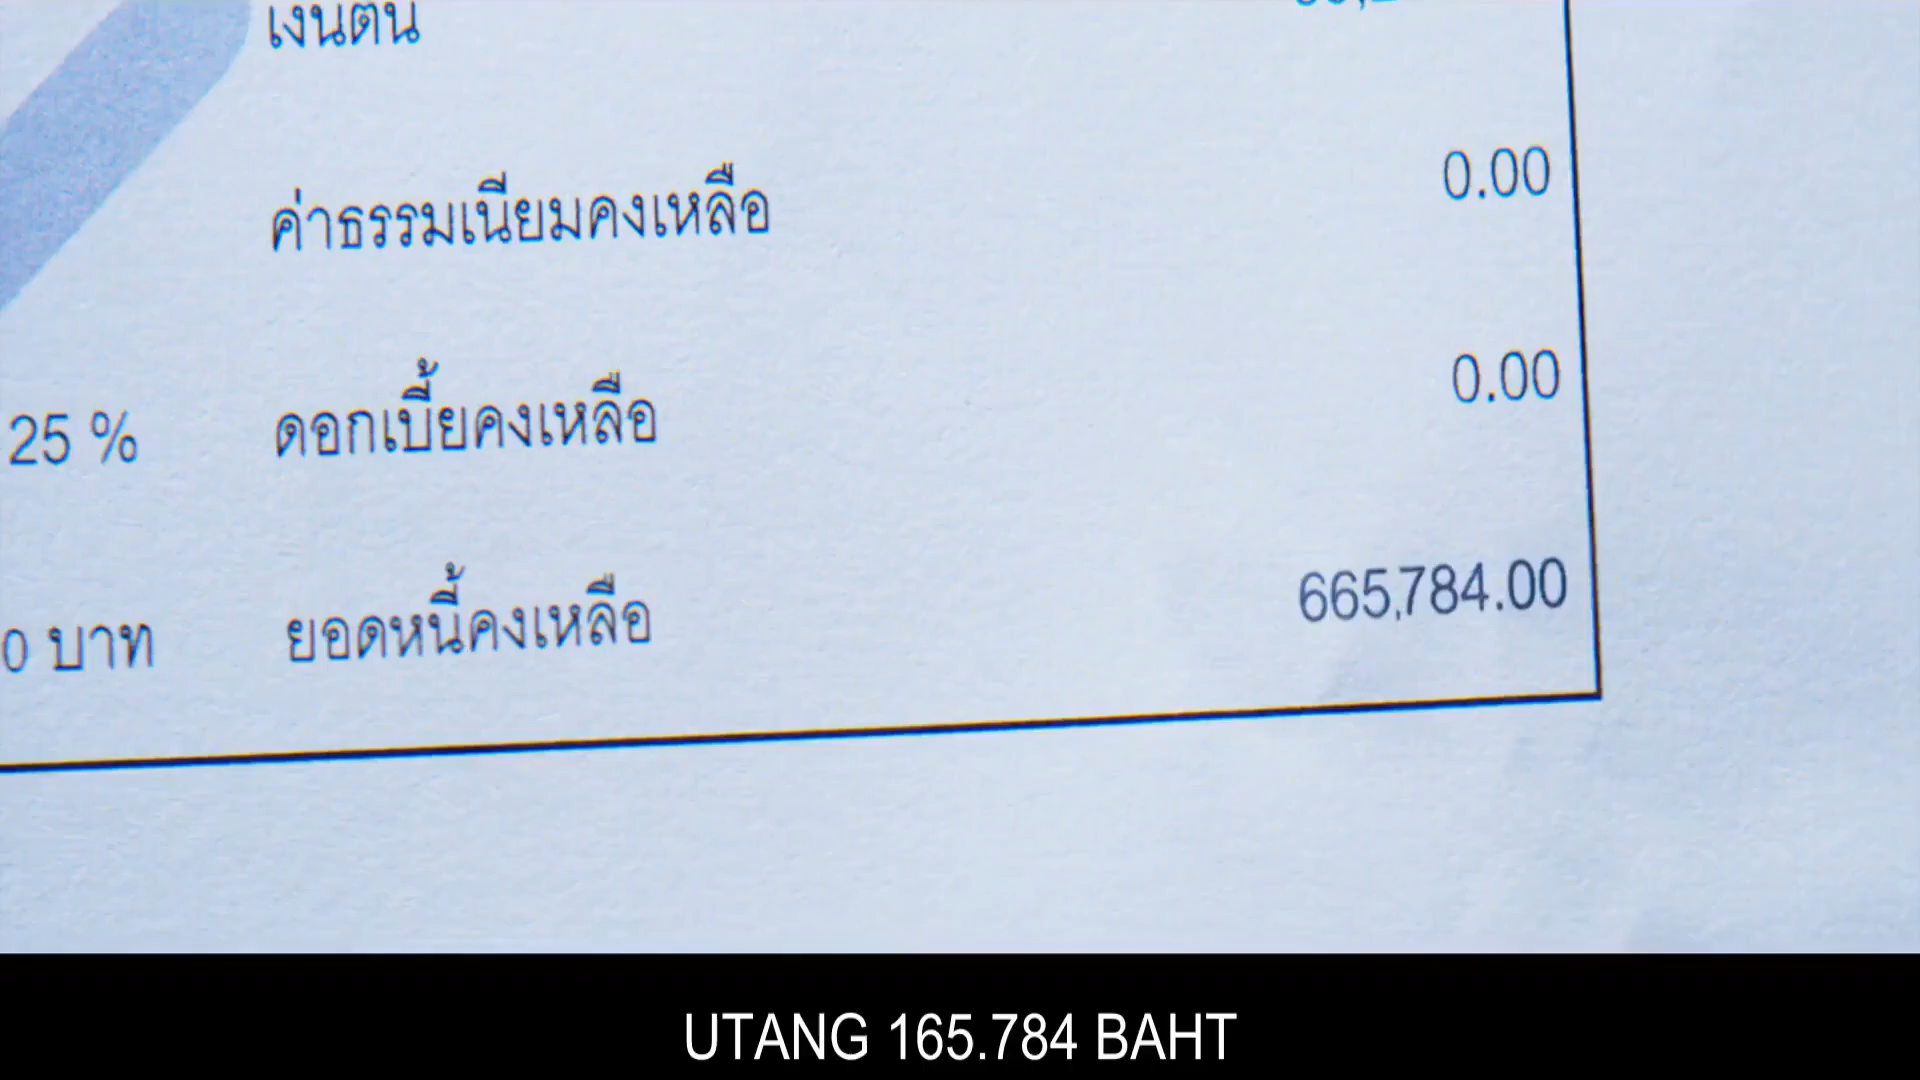 เงินต้น
ค่าธรรมเนียมคงเหลือ 0.00
25 % ดอกเบี้ยคงเหลือ 0.00
0 บาท ยอดหนี้คงเหลือ 665,784.00
UTANG 165.784 BAHT